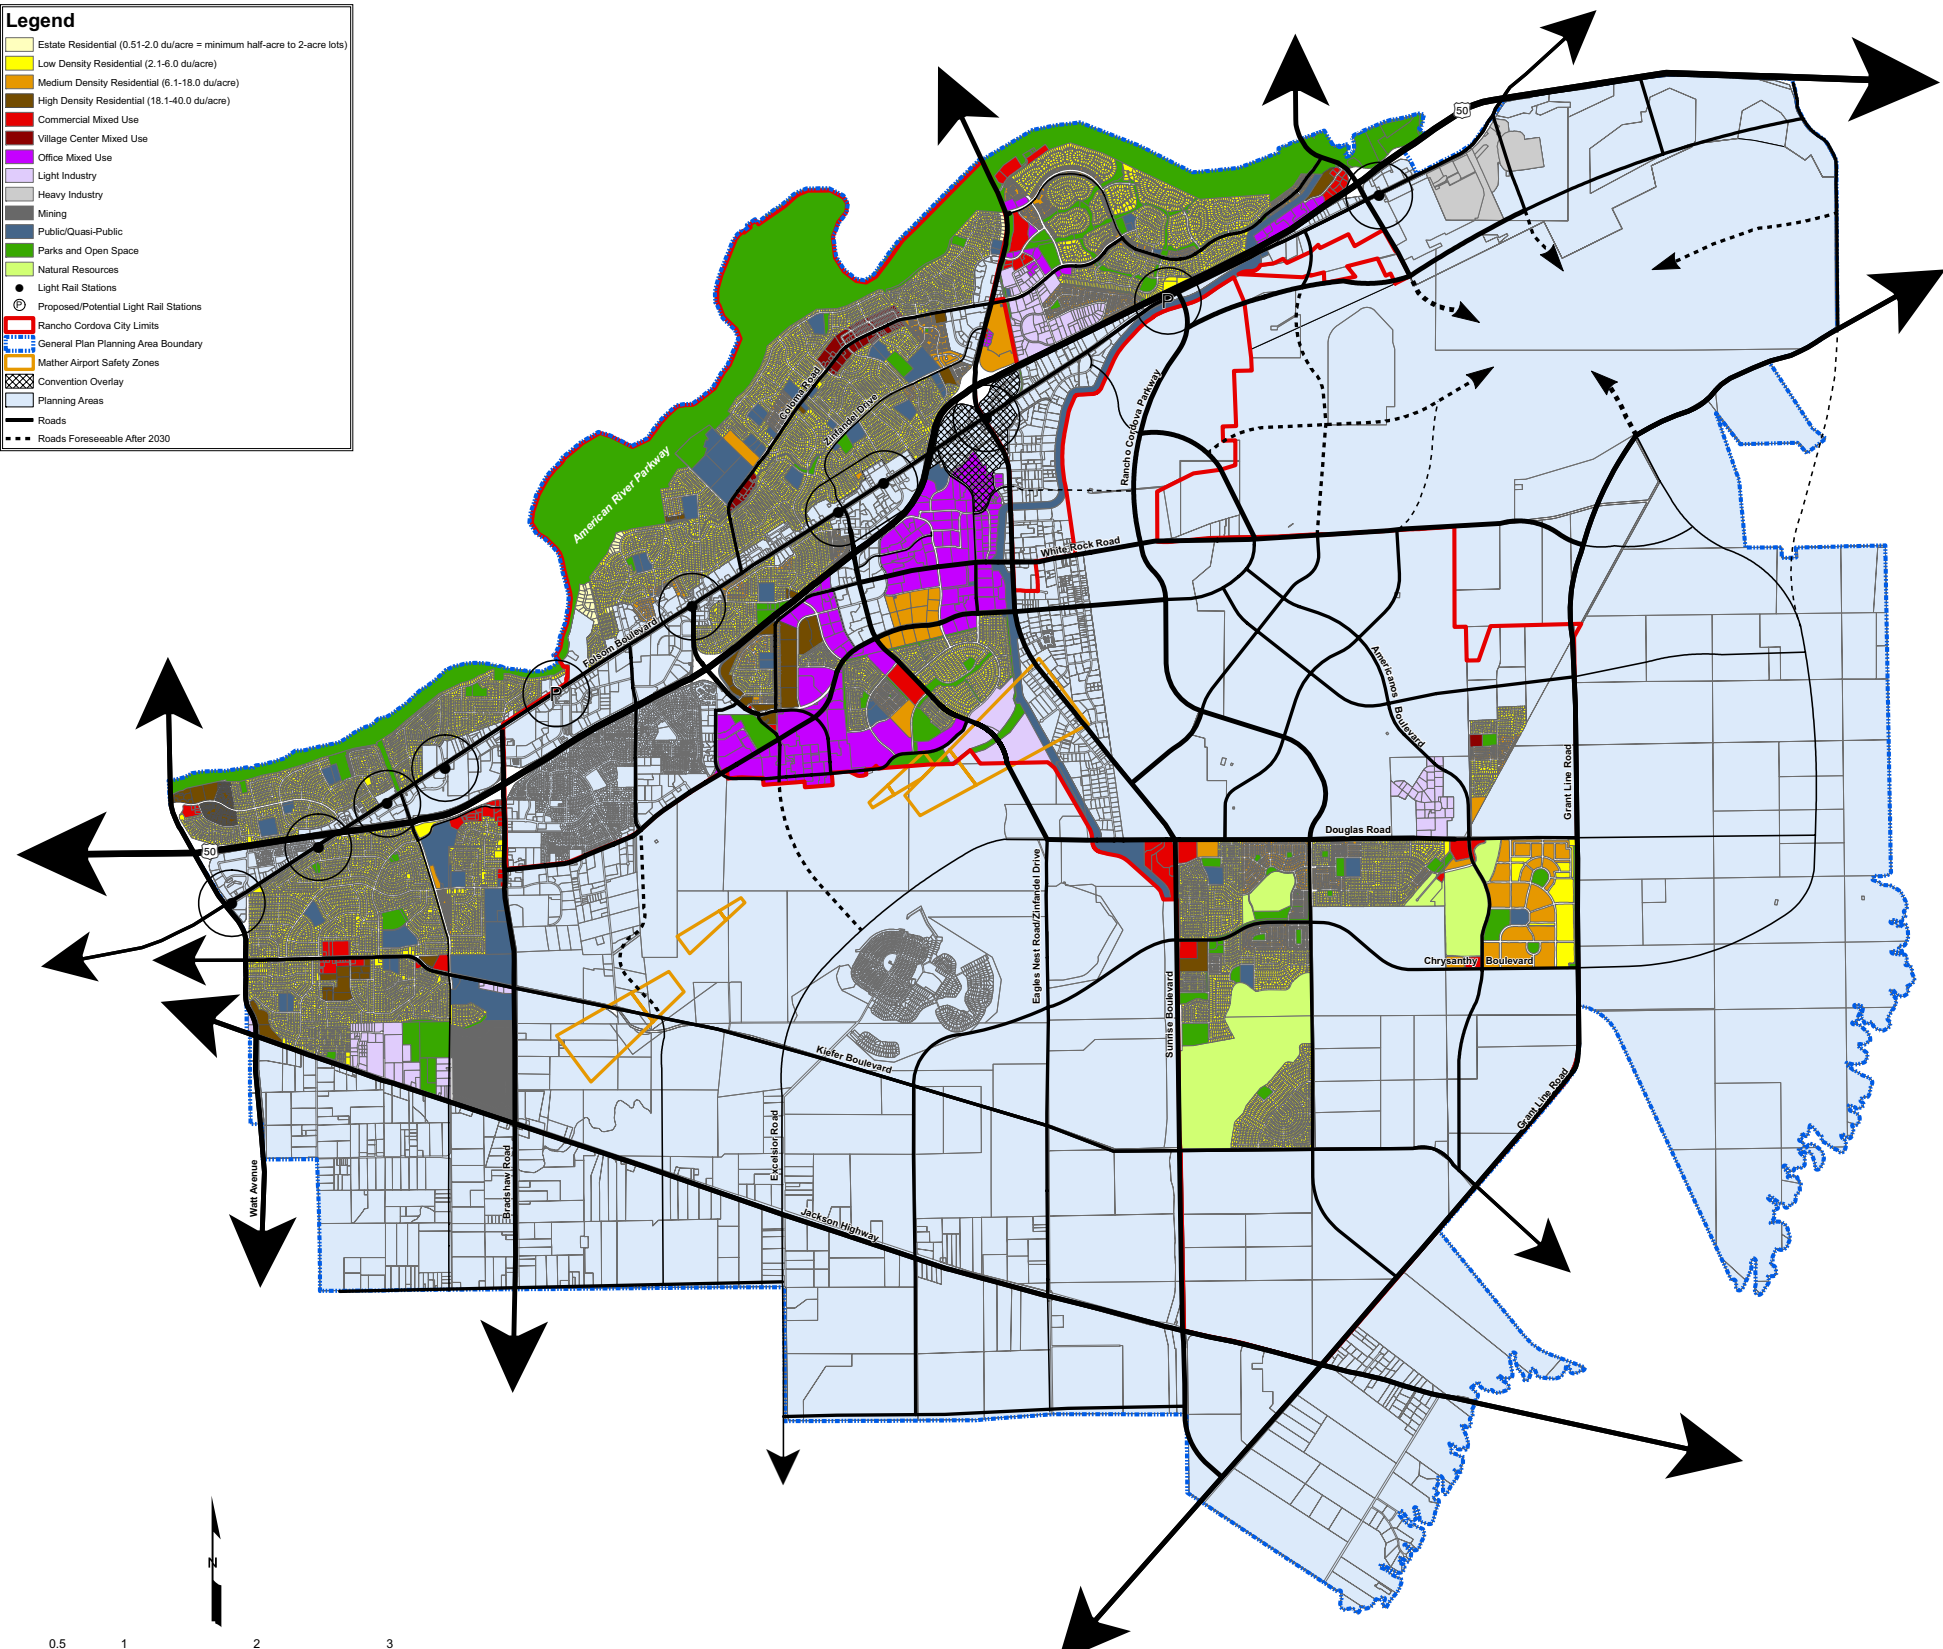 Legend
Estate Residential (0.51-2.0 du/acre = minimum half-acre to 2-acre lots)
Low Density Residential (2.1-6.0 du/acre)
Medium Density Residential (6.1-18.0 du/acre)
High Density Residential (18.1-40.0 du/acre)
Commercial Mixed Use
Village Center Mixed Use
Office Mixed Use
Light Industry
Heavy Industry
Mining
Public/Quasi-Public
Parks and Open Space
Natural Resources
Light Rail Stations
P Proposed/Potential Light Rail Stations
Rancho Cordova City Limits
General Plan Planning Area Boundary
Mather Airport Safety Zones
Convention Overlay
Planning Areas
Roads
Roads Foreseeable After 2030
50
P
Coloma Road
Zinfandel Drive
Rancho Cordova Parkway
American River Parkway
White Rock Road
Folsom Boulevard
P
Americanos Boulevard
Grant Line Road
50
Douglas Road
Eagles Nest Road/Zinfandel Drive
Sunrise Boulevard
Chrysanthy Boulevard
Kiefer Boulevard
Grant Line Road
Excelsior Road
Watt Avenue
Bradshaw Road
Jackson Highway
N
0.5 1 2 3